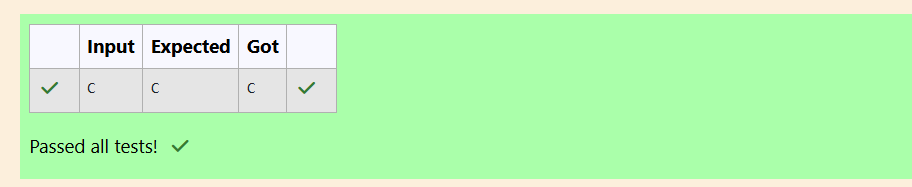 Input Expected Got
C C C
Passed all tests!